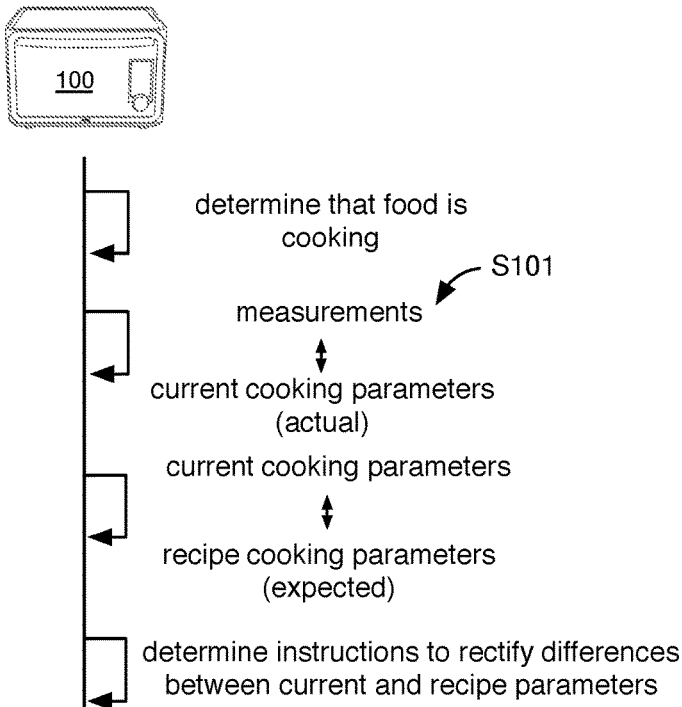 100
determine that food is
cooking
S101
measurements
current cooking parameters
(actual)
current cooking parameters
recipe cooking parameters
(expected)
determine instructions to rectify differences
between current and recipe parameters